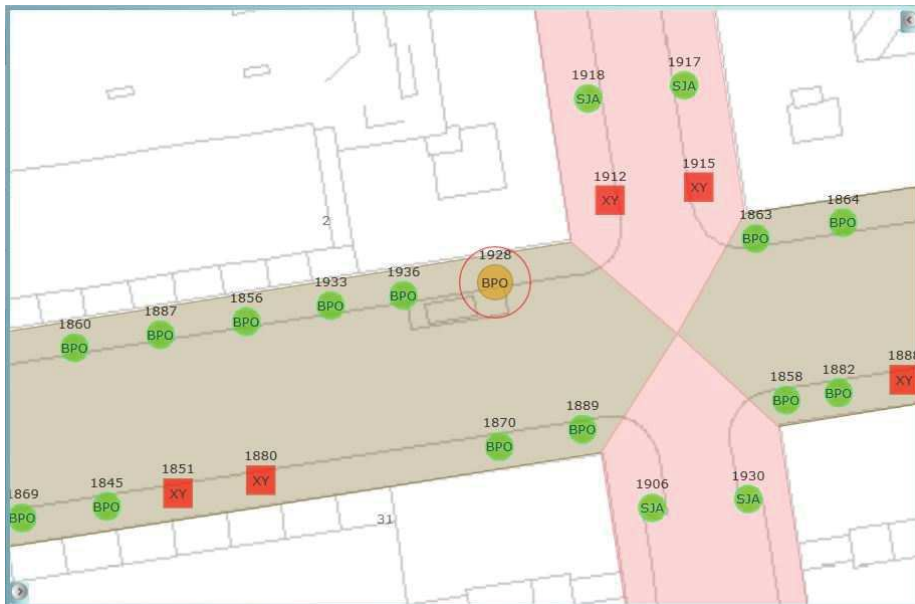 1917
SJA
1918
SJA
1912
XY
1915
XY
1864
BPO
1863
BPO
2
1928
BPO
1936
BPO
1933
BPO
1856
BPO
1887
BPO
1860
BPO
1888
XY
1882
BPO
1858
BPO
1889
BPO
1870
BPO
1880
XY
1851
XY
1845
BPO
1869
BPO
1930
SJA
1906
SJA
31